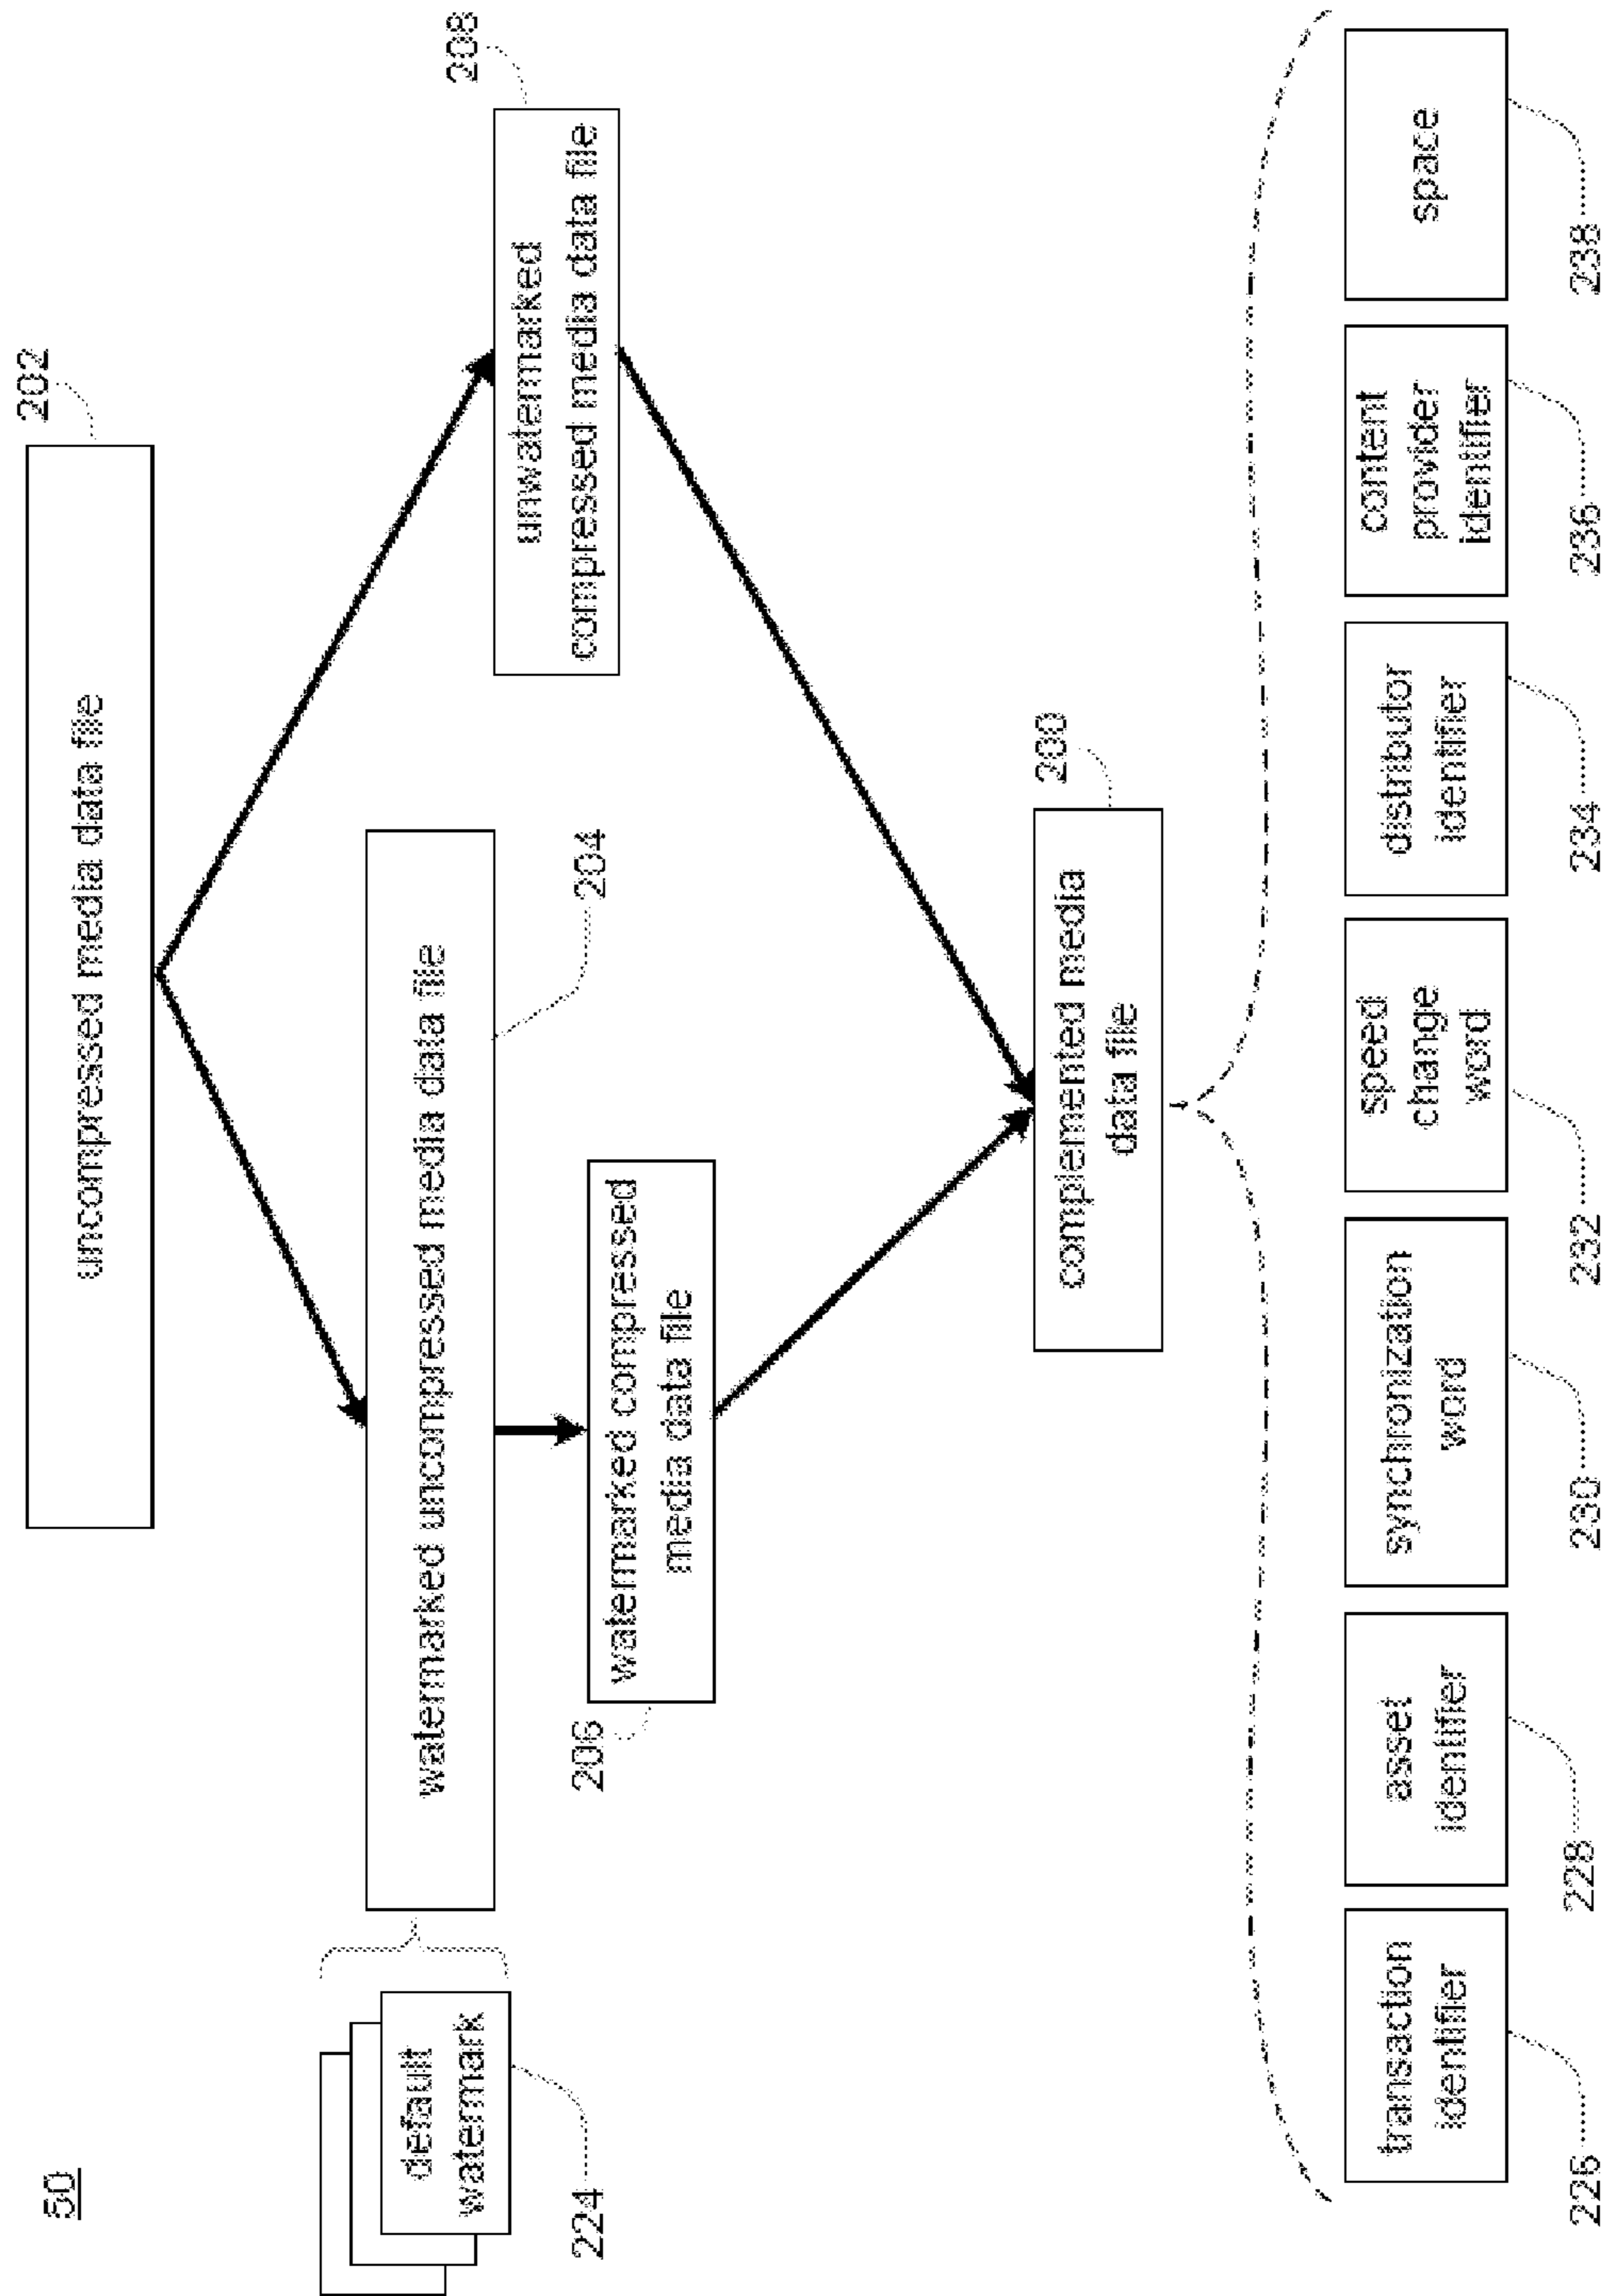 50
202
uncompressed media data file
208
unwatermarked
compressed media data file
204
watermarked uncompressed media data file
default
watermark
224
206
watermarked compressed
media data file
200
complemented media
data file
transaction
identifier
asset
identifier
synchronization
word
speed
change
word
distributor
identifier
content
provider
identifier
space
226
228
230
232
234
236
238